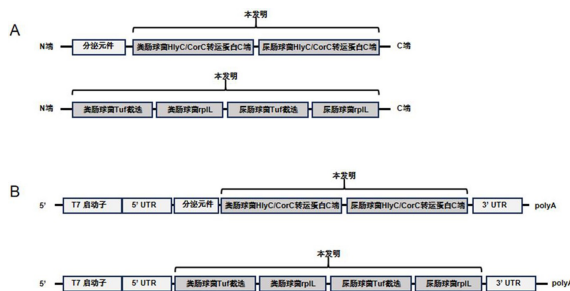 A
本发明
N端 分泌元件 粪肠球菌HlyC/CorC转运蛋白C端 尿肠球菌HlyC/CorC转运蛋白C端 C端
本发明
N端 粪肠球菌Tuf截选 粪肠球菌rplL 尿肠球菌Tuf截选 尿肠球菌rplL C端
B
本发明
5' T7 启动子 5' UTR 分泌元件 粪肠球菌HlyC/CorC转运蛋白C端 尿肠球菌HlyC/CorC转运蛋白C端 3' UTR polyA
本发明
5' T7 启动子 5' UTR 粪肠球菌Tuf截选 粪肠球菌rplL 尿肠球菌Tuf截选 尿肠球菌rplL 3' UTR polyA